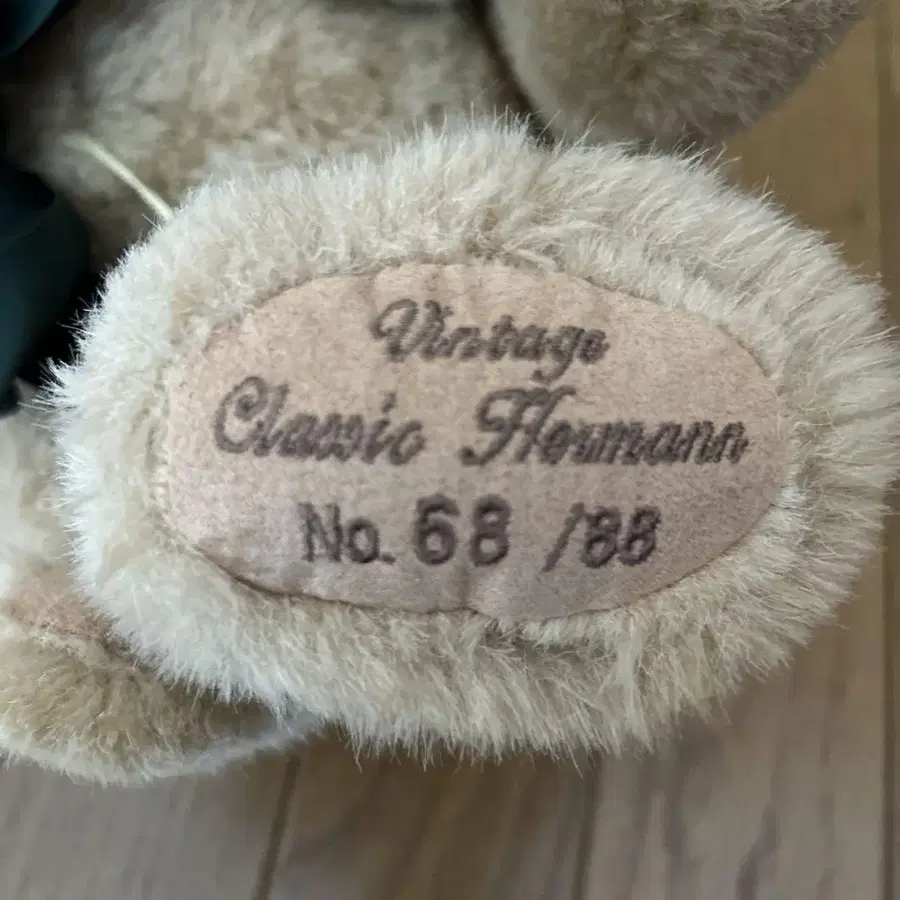 Vintage
Classic Hermann
No. 68 /88